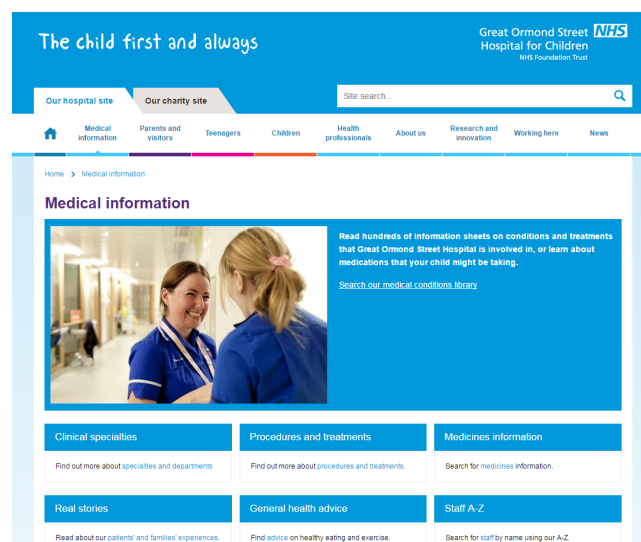 The child first and always
Great Ormond Street NHS
Hospital for Children
NHS Foundation Trust
Our hospital site
Our charity site
Site search...
Medical information
Parents and visitors
Teenagers
Children
Health professionals
About us
Research and innovation
Working here
News
Home > Medical information
Medical information
Read hundreds of information sheets on conditions and treatments
that Great Ormond Street Hospital is involved in, or learn about
medications that your child might be taking.
Search our medical conditions library
Clinical specialties
Find out more about specialties and departments
Procedures and treatments
Find out more about procedures and treatments.
Medicines information
Search for medicines information.
Real stories
Read about our patients' and families' experiences.
General health advice
Find advice on healthy eating and exercise.
Staff A-Z
Search for staff by name using our A-Z.